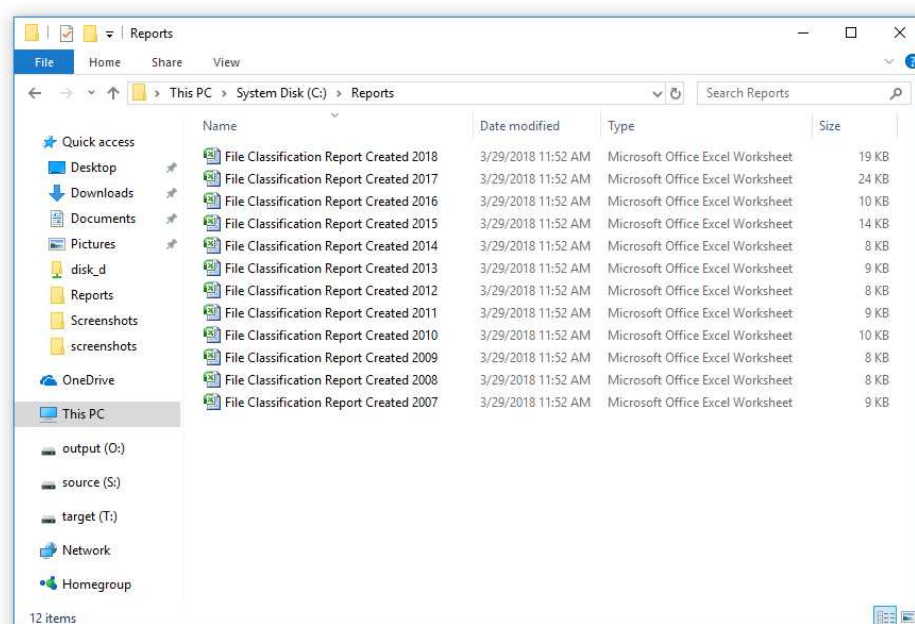 Reports
File Home Share View
This PC > System Disk (C:) > Reports Search Reports
Name Date modified Type Size
Quick access
Desktop
Downloads
Documents
Pictures
disk_d
Reports
Screenshots
screenshots
OneDrive
This PC
output (O:)
source (S:)
target (T:)
Network
Homegroup
File Classification Report Created 2018 3/29/2018 11:52 AM Microsoft Office Excel Worksheet 19 KB
File Classification Report Created 2017 3/29/2018 11:52 AM Microsoft Office Excel Worksheet 24 KB
File Classification Report Created 2016 3/29/2018 11:52 AM Microsoft Office Excel Worksheet 10 KB
File Classification Report Created 2015 3/29/2018 11:52 AM Microsoft Office Excel Worksheet 14 KB
File Classification Report Created 2014 3/29/2018 11:52 AM Microsoft Office Excel Worksheet 8 KB
File Classification Report Created 2013 3/29/2018 11:52 AM Microsoft Office Excel Worksheet 9 KB
File Classification Report Created 2012 3/29/2018 11:52 AM Microsoft Office Excel Worksheet 8 KB
File Classification Report Created 2011 3/29/2018 11:52 AM Microsoft Office Excel Worksheet 9 KB
File Classification Report Created 2010 3/29/2018 11:52 AM Microsoft Office Excel Worksheet 10 KB
File Classification Report Created 2009 3/29/2018 11:52 AM Microsoft Office Excel Worksheet 8 KB
File Classification Report Created 2008 3/29/2018 11:52 AM Microsoft Office Excel Worksheet 8 KB
File Classification Report Created 2007 3/29/2018 11:52 AM Microsoft Office Excel Worksheet 9 KB
12 items